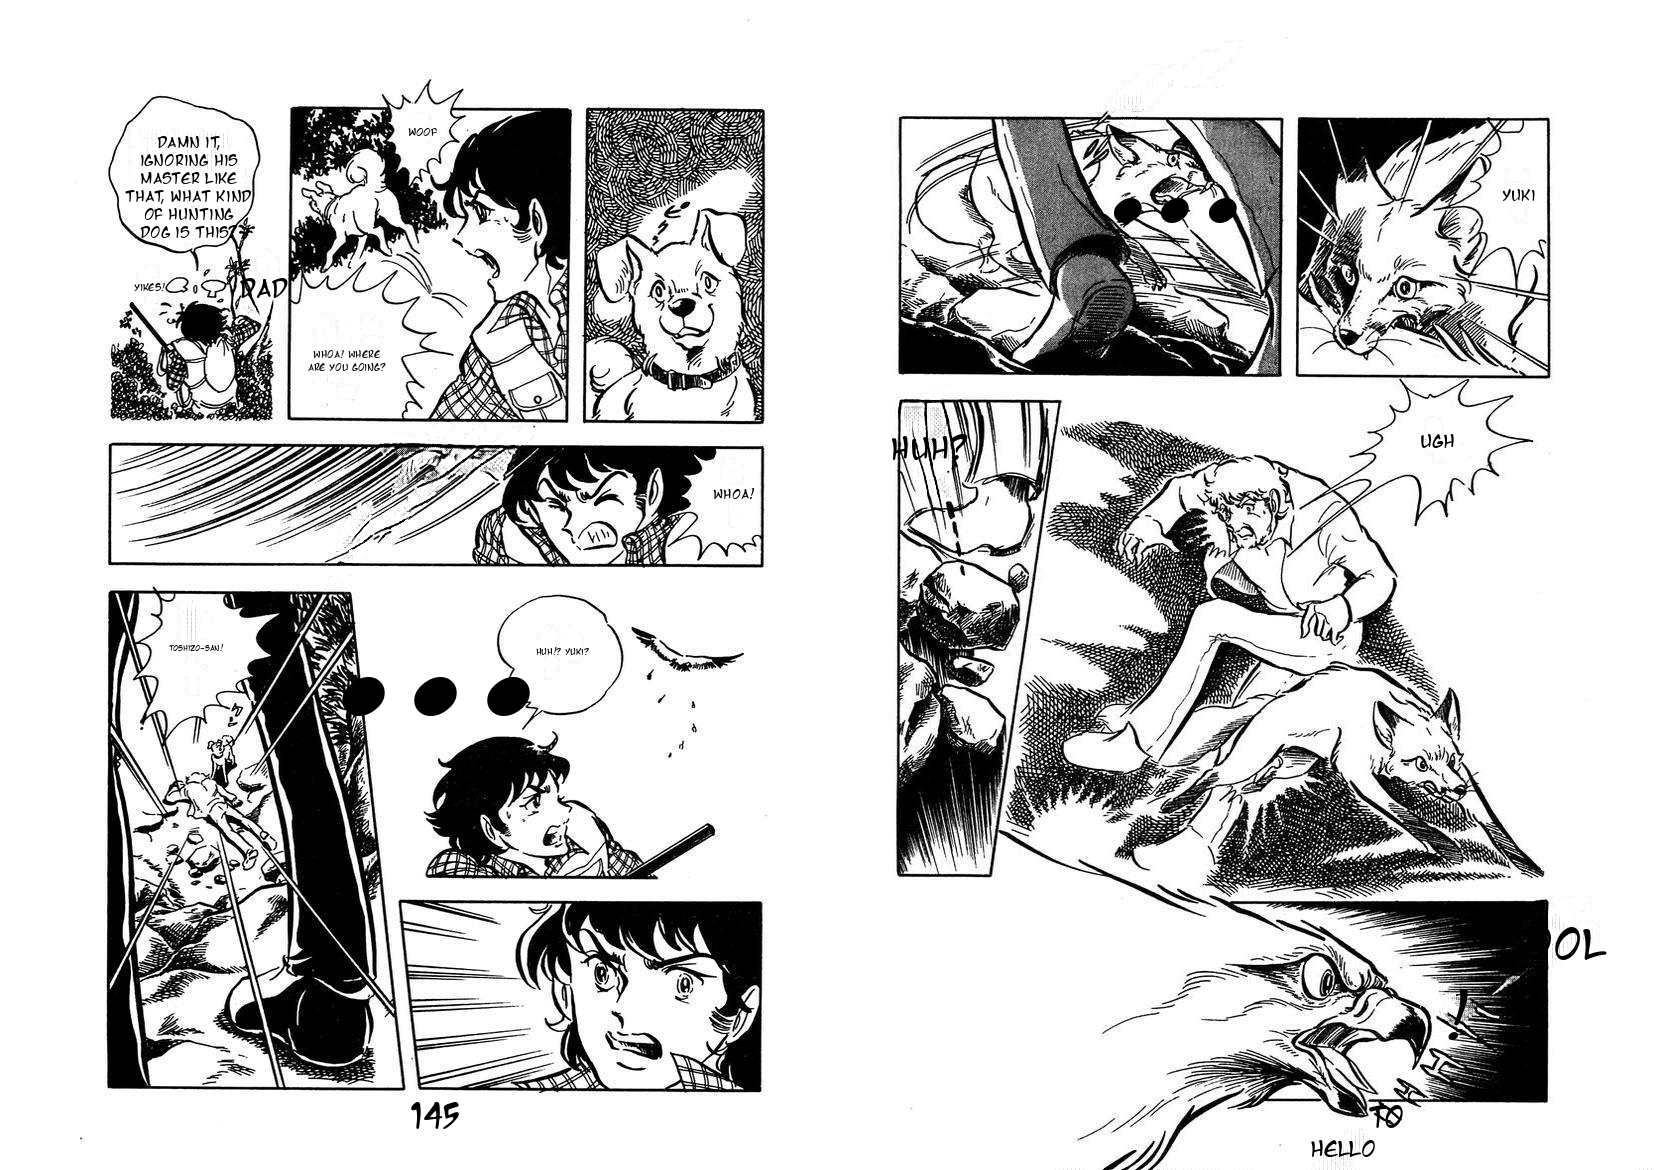 YUKI
HUH?
UGH
OL
HELLO
WOOF
WHOA! WHERE
ARE YOU GOING?
DAMN IT,
IGNORING HIS
MASTER LIKE
THAT, WHAT KIND
OF HUNTING
DOG IS THIS?
YIKES!
DAD
WHOA!
HUH!? YUKI?
TOSHIZO-SAN!
145